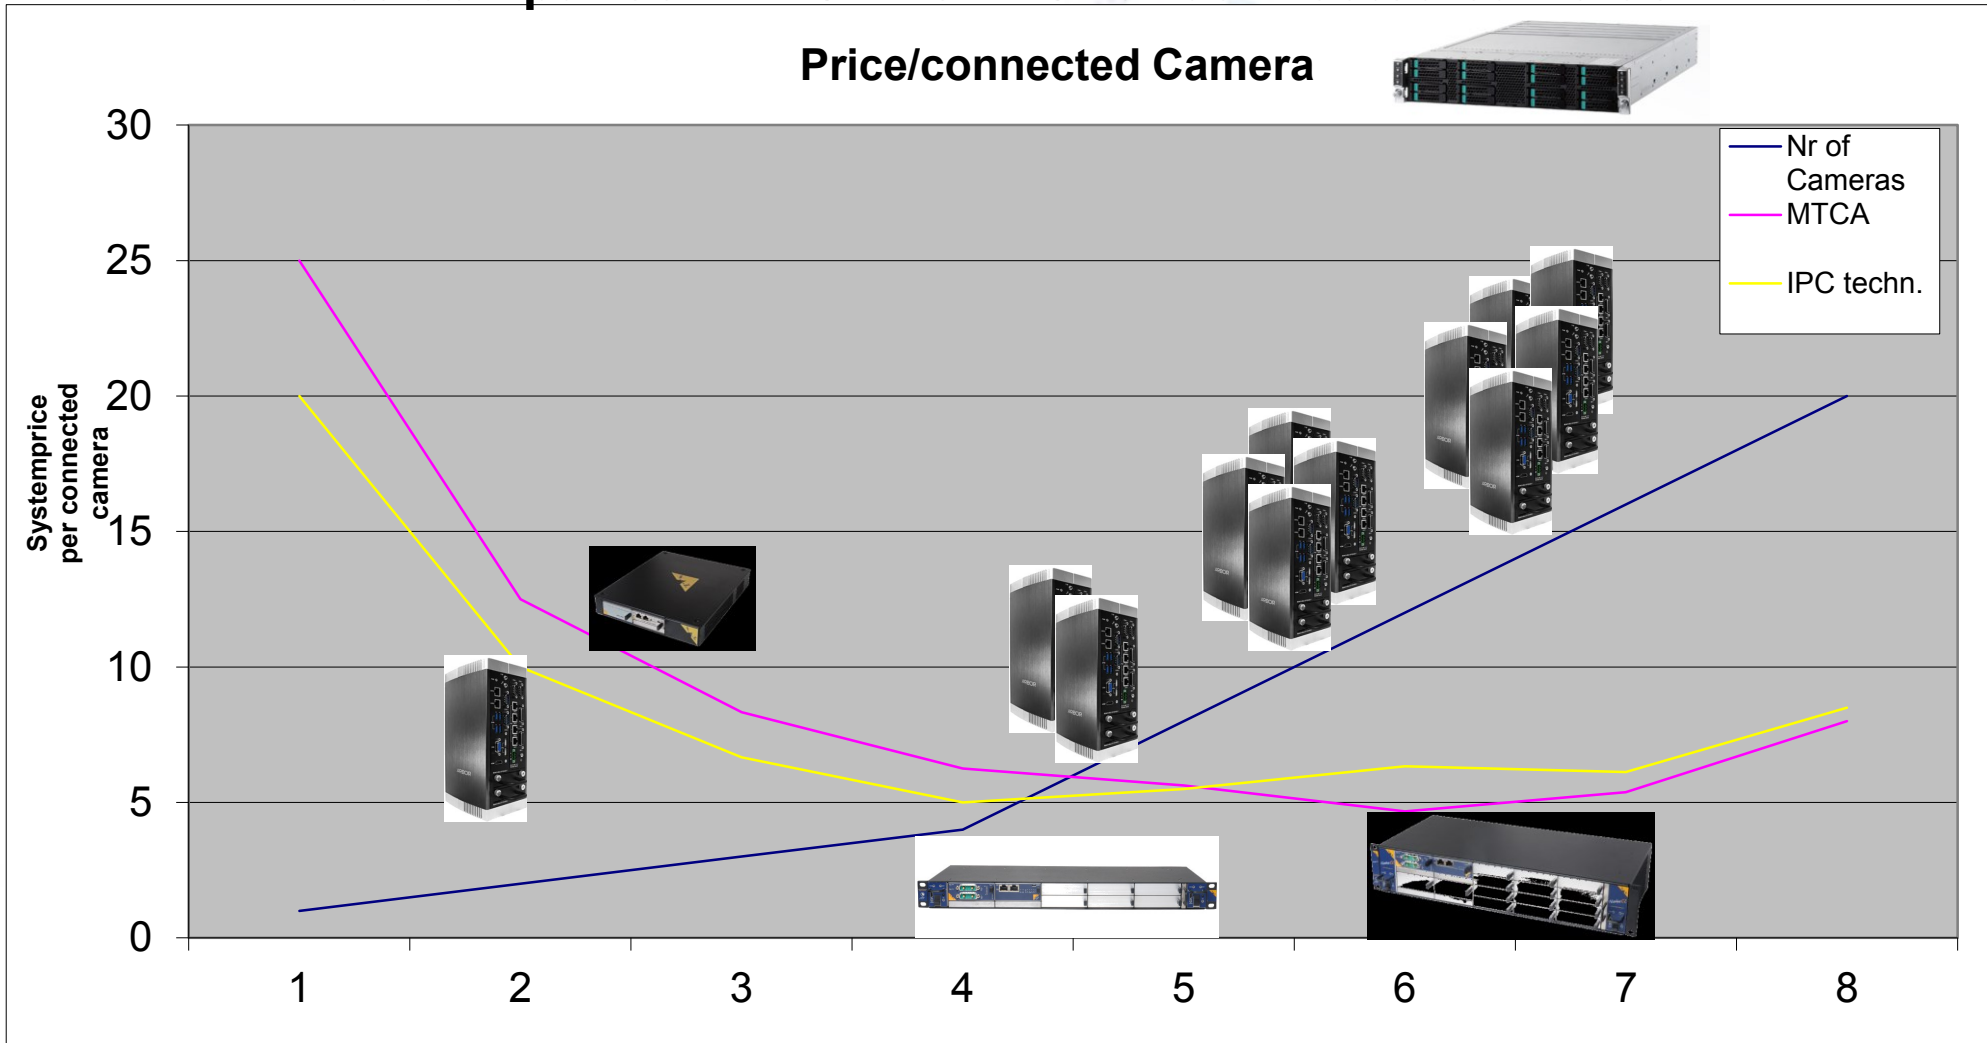 Price/connected Camera
30
25
20
15
10
5
0
Systemprice
per connected
camera
Nr of
Cameras
MTCA
IPC techn.
1 2 3 4 5 6 7 8